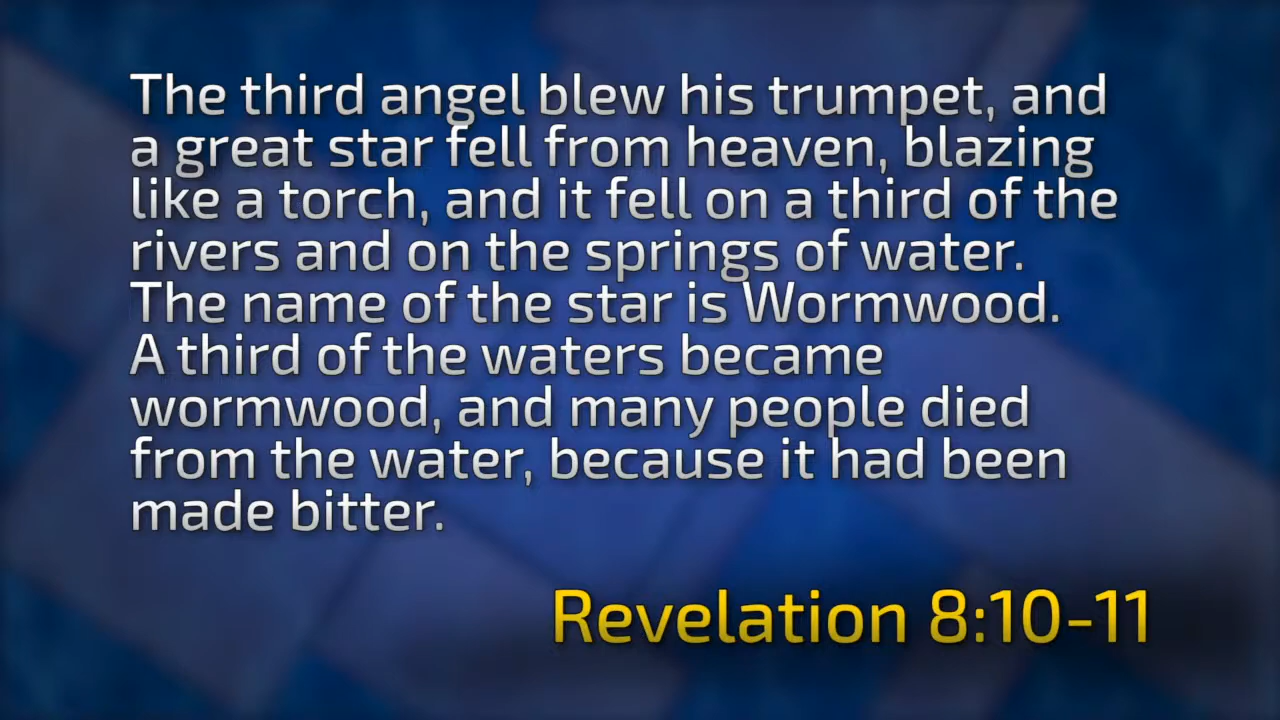 The third angel blew his trumpet, and
a great star fell from heaven, blazing
like a torch, and it fell on a third of the
rivers and on the springs of water.
The name of the star is Wormwood.
A third of the waters became
wormwood, and many people died
from the water, because it had been
made bitter.
Revelation 8:10-11